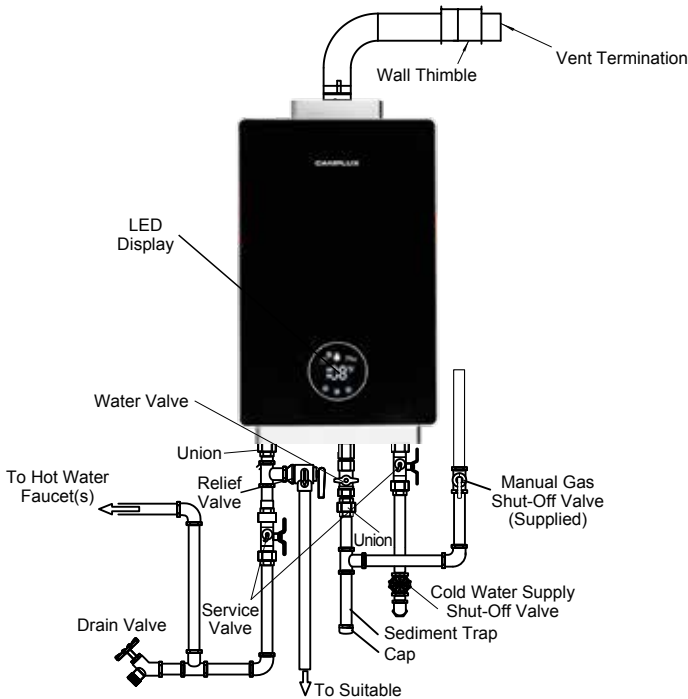 Vent Termination
Wall Thimble
CAMPLUX
LED
Display
108°F
Water Valve
Union
To Hot Water
Faucet(s)
Relief
Valve
Manual Gas
Shut-Off Valve
(Supplied)
Union
Cold Water Supply
Shut-Off Valve
Service
Valve
Drain Valve
Sediment Trap
Cap
To Suitable